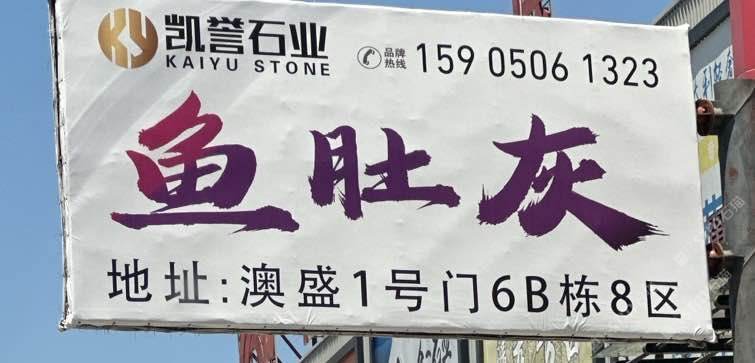 KY 凯誉石业
KAIYU STONE
品牌热线 159 0506 1323
鱼肚灰
地址:澳盛1号门6B栋8区